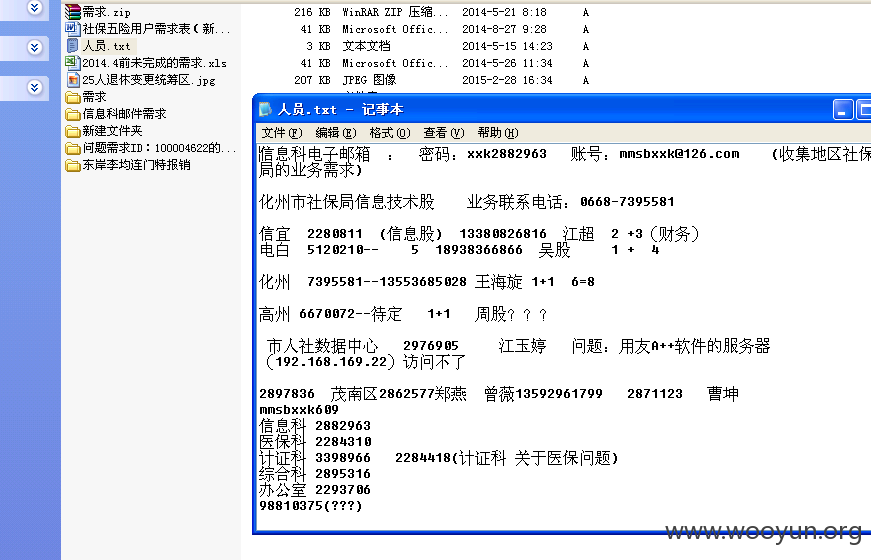 需求.zip 216 KB WinRAR ZIP 压缩... 2014-5-21 8:18 A
社保五险用户需求表（新... 41 KB Microsoft Offic... 2014-8-27 9:28 A
人员.txt 3 KB 文本文档 2014-5-15 14:23 A
2014.4前未完成的需求.xls 41 KB Microsoft Offic... 2014-5-26 11:34 A
25人退休变更统筹区.jpg 207 KB JPEG 图像 2015-2-28 16:34 A
需求
信息科邮件需求
新建文件夹
问题需求ID：100004622的...
东岸李均连门特报销
人员.txt - 记事本
文件(F) 编辑(E) 格式(O) 查看(V) 帮助(H)
信息科电子邮箱 ： 密码：xxk2882963 账号：mmsbxxk@126.com （收集地区社保
局的业务需求)
化州市社保局信息技术股 业务联系电话：0668-7395581
信宜 2280811 (信息股) 13380826816 江超 2 +3（财务）
电白 5120210-- 5 18938366866 吴股 1 + 4
化州 7395581--13553685028 王海旋 1+1 6=8
高州 6670072--待定 1+1 周股？？？
市人社数据中心 2976905 江玉婷 问题：用友A++软件的服务器
（192.168.169.22）访问不了
2897836 茂南区2862577郑燕 曾薇13592961799 2871123 曹坤
mmsbxxk609
信息科 2882963
医保科 2284310
计证科 3398966 2284418(计证科 关于医保问题)
综合科 2895316
办公室 2293706
98810375(???)
www.wooyun.org